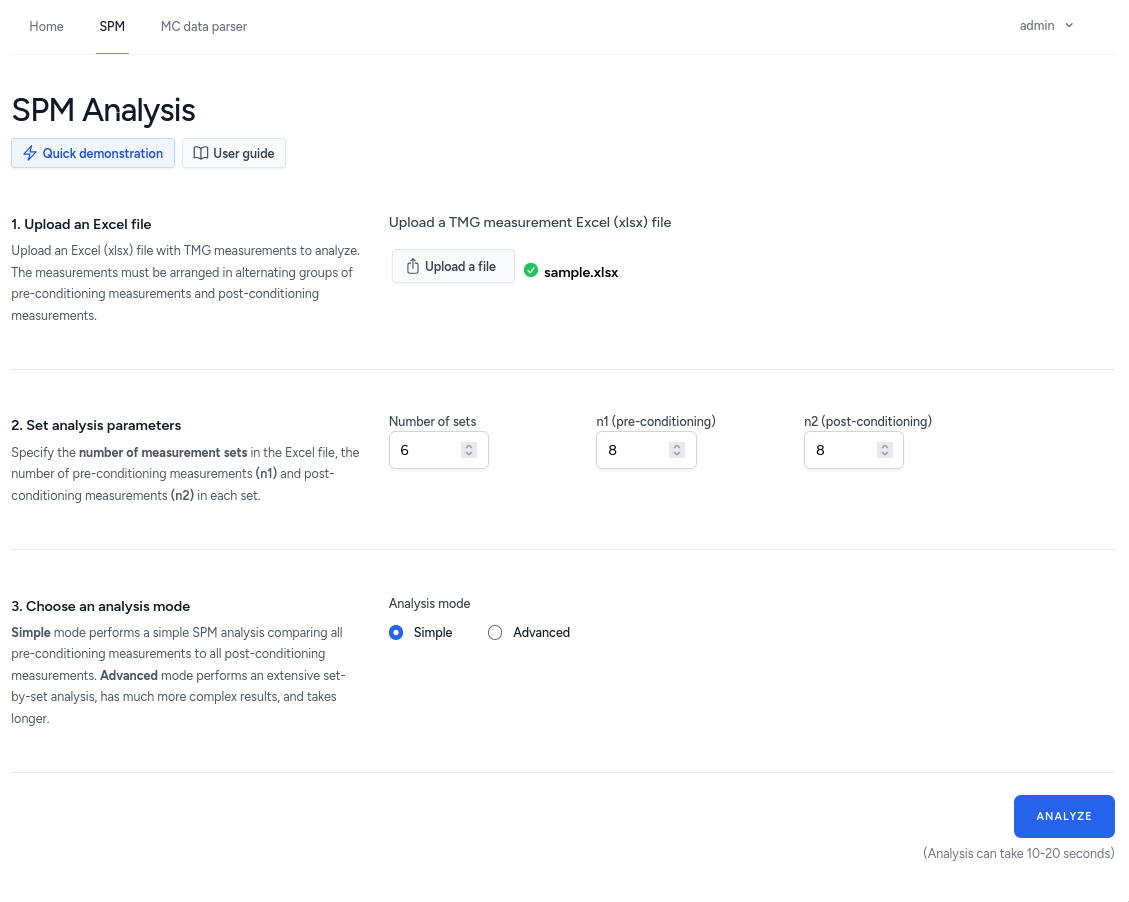 Home SPM MC data parser admin
SPM Analysis
Quick demonstration User guide
1. Upload an Excel file
Upload an Excel (xlsx) file with TMG measurements to analyze.
The measurements must be arranged in alternating groups of
pre-conditioning measurements and post-conditioning
measurements.
Upload a TMG measurement Excel (xlsx) file
Upload a file sample.xlsx
2. Set analysis parameters
Specify the number of measurement sets in the Excel file, the
number of pre-conditioning measurements (n1) and post-
conditioning measurements (n2) in each set.
Number of sets n1 (pre-conditioning) n2 (post-conditioning)
6 8 8
3. Choose an analysis mode
Simple mode performs a simple SPM analysis comparing all
pre-conditioning measurements to all post-conditioning
measurements. Advanced mode performs an extensive set-
by-set analysis, has much more complex results, and takes
longer.
Analysis mode
Simple Advanced
ANALYZE
(Analysis can take 10-20 seconds)